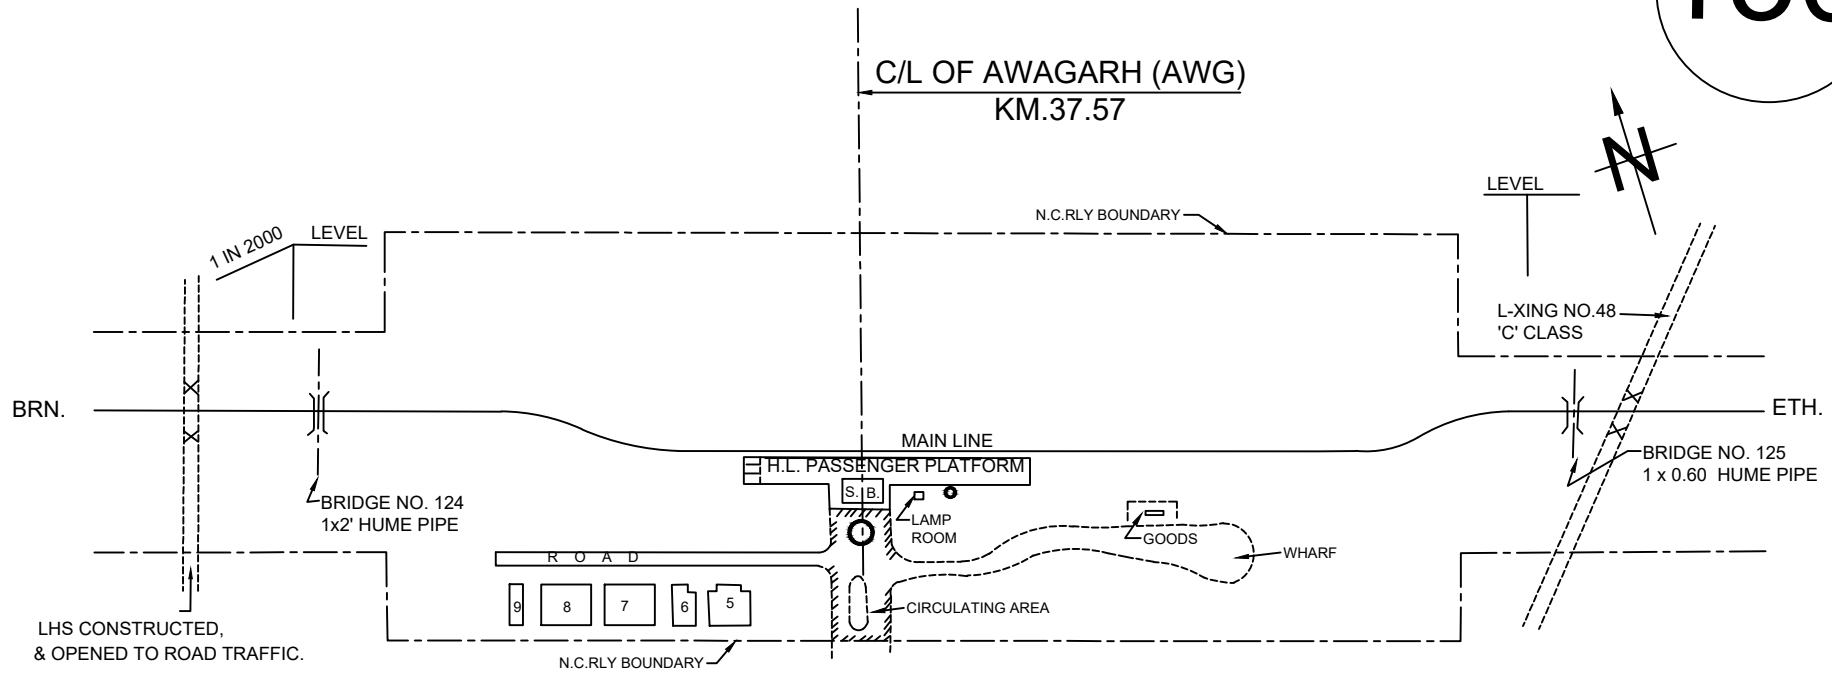 C/L OF AWAGARH (AWG)
KM.37.57
N
LEVEL
N.C.RLY BOUNDARY
1 IN 2000
LEVEL
L-XING NO.48
'C' CLASS
BRN.
ETH.
MAIN LINE
H.L. PASSENGER PLATFORM
S. B.
BRIDGE NO. 124
1x2' HUME PIPE
BRIDGE NO. 125
1 x 0.60 HUME PIPE
LAMP
ROOM
GOODS
WHARF
R O A D
9
8
7
6
5
CIRCULATING AREA
LHS CONSTRUCTED,
& OPENED TO ROAD TRAFFIC.
N.C.RLY BOUNDARY